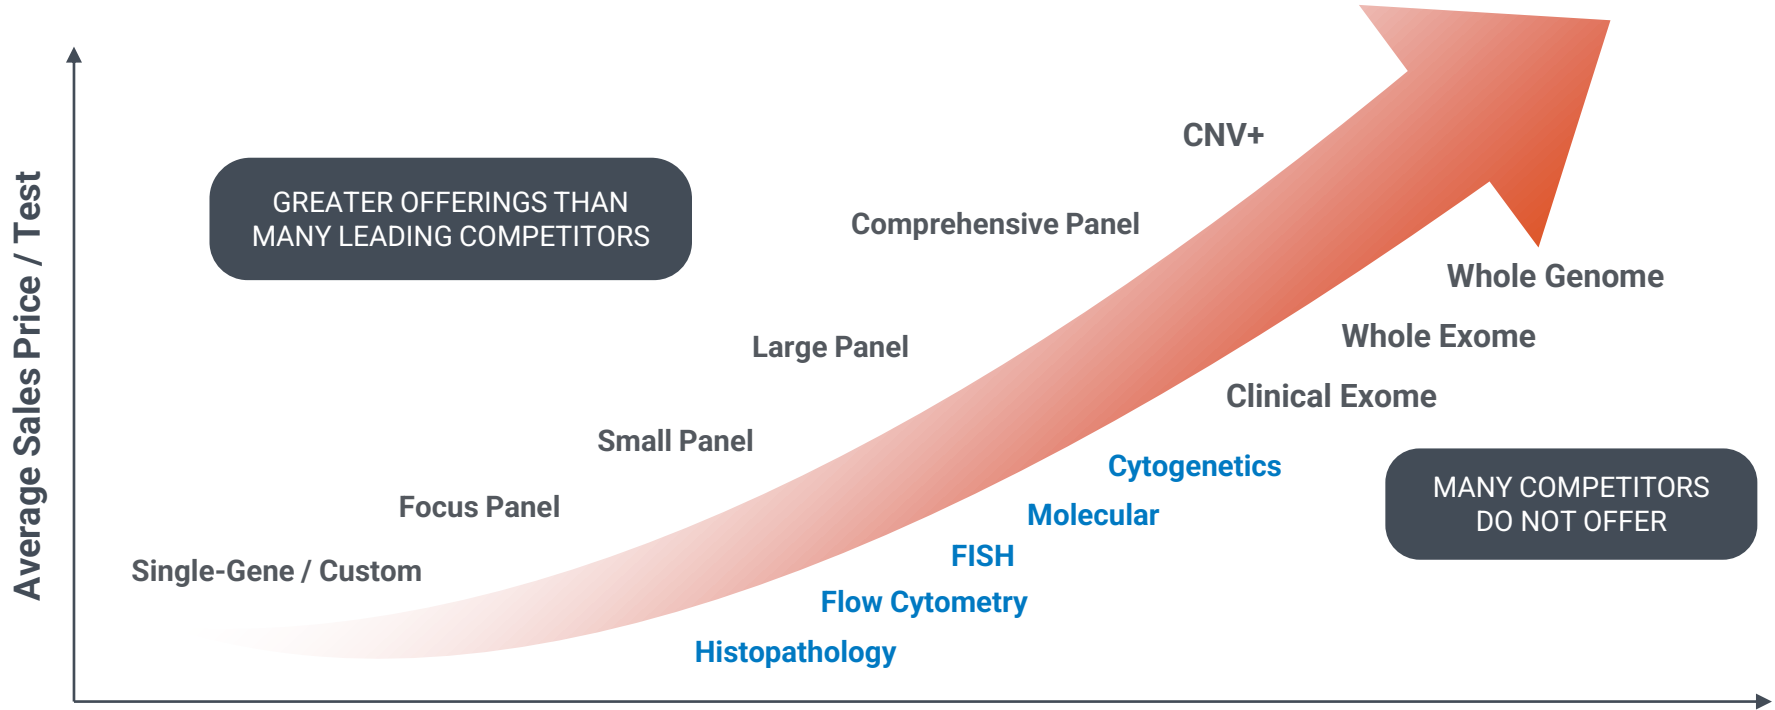 Average Sales Price / Test
GREATER OFFERINGS THAN
MANY LEADING COMPETITORS
Single-Gene / Custom
Focus Panel
Small Panel
Large Panel
Comprehensive Panel
CNV+
Whole Genome
Whole Exome
Clinical Exome
Cytogenetics
Molecular
FISH
Flow Cytometry
Histopathology
MANY COMPETITORS
DO NOT OFFER